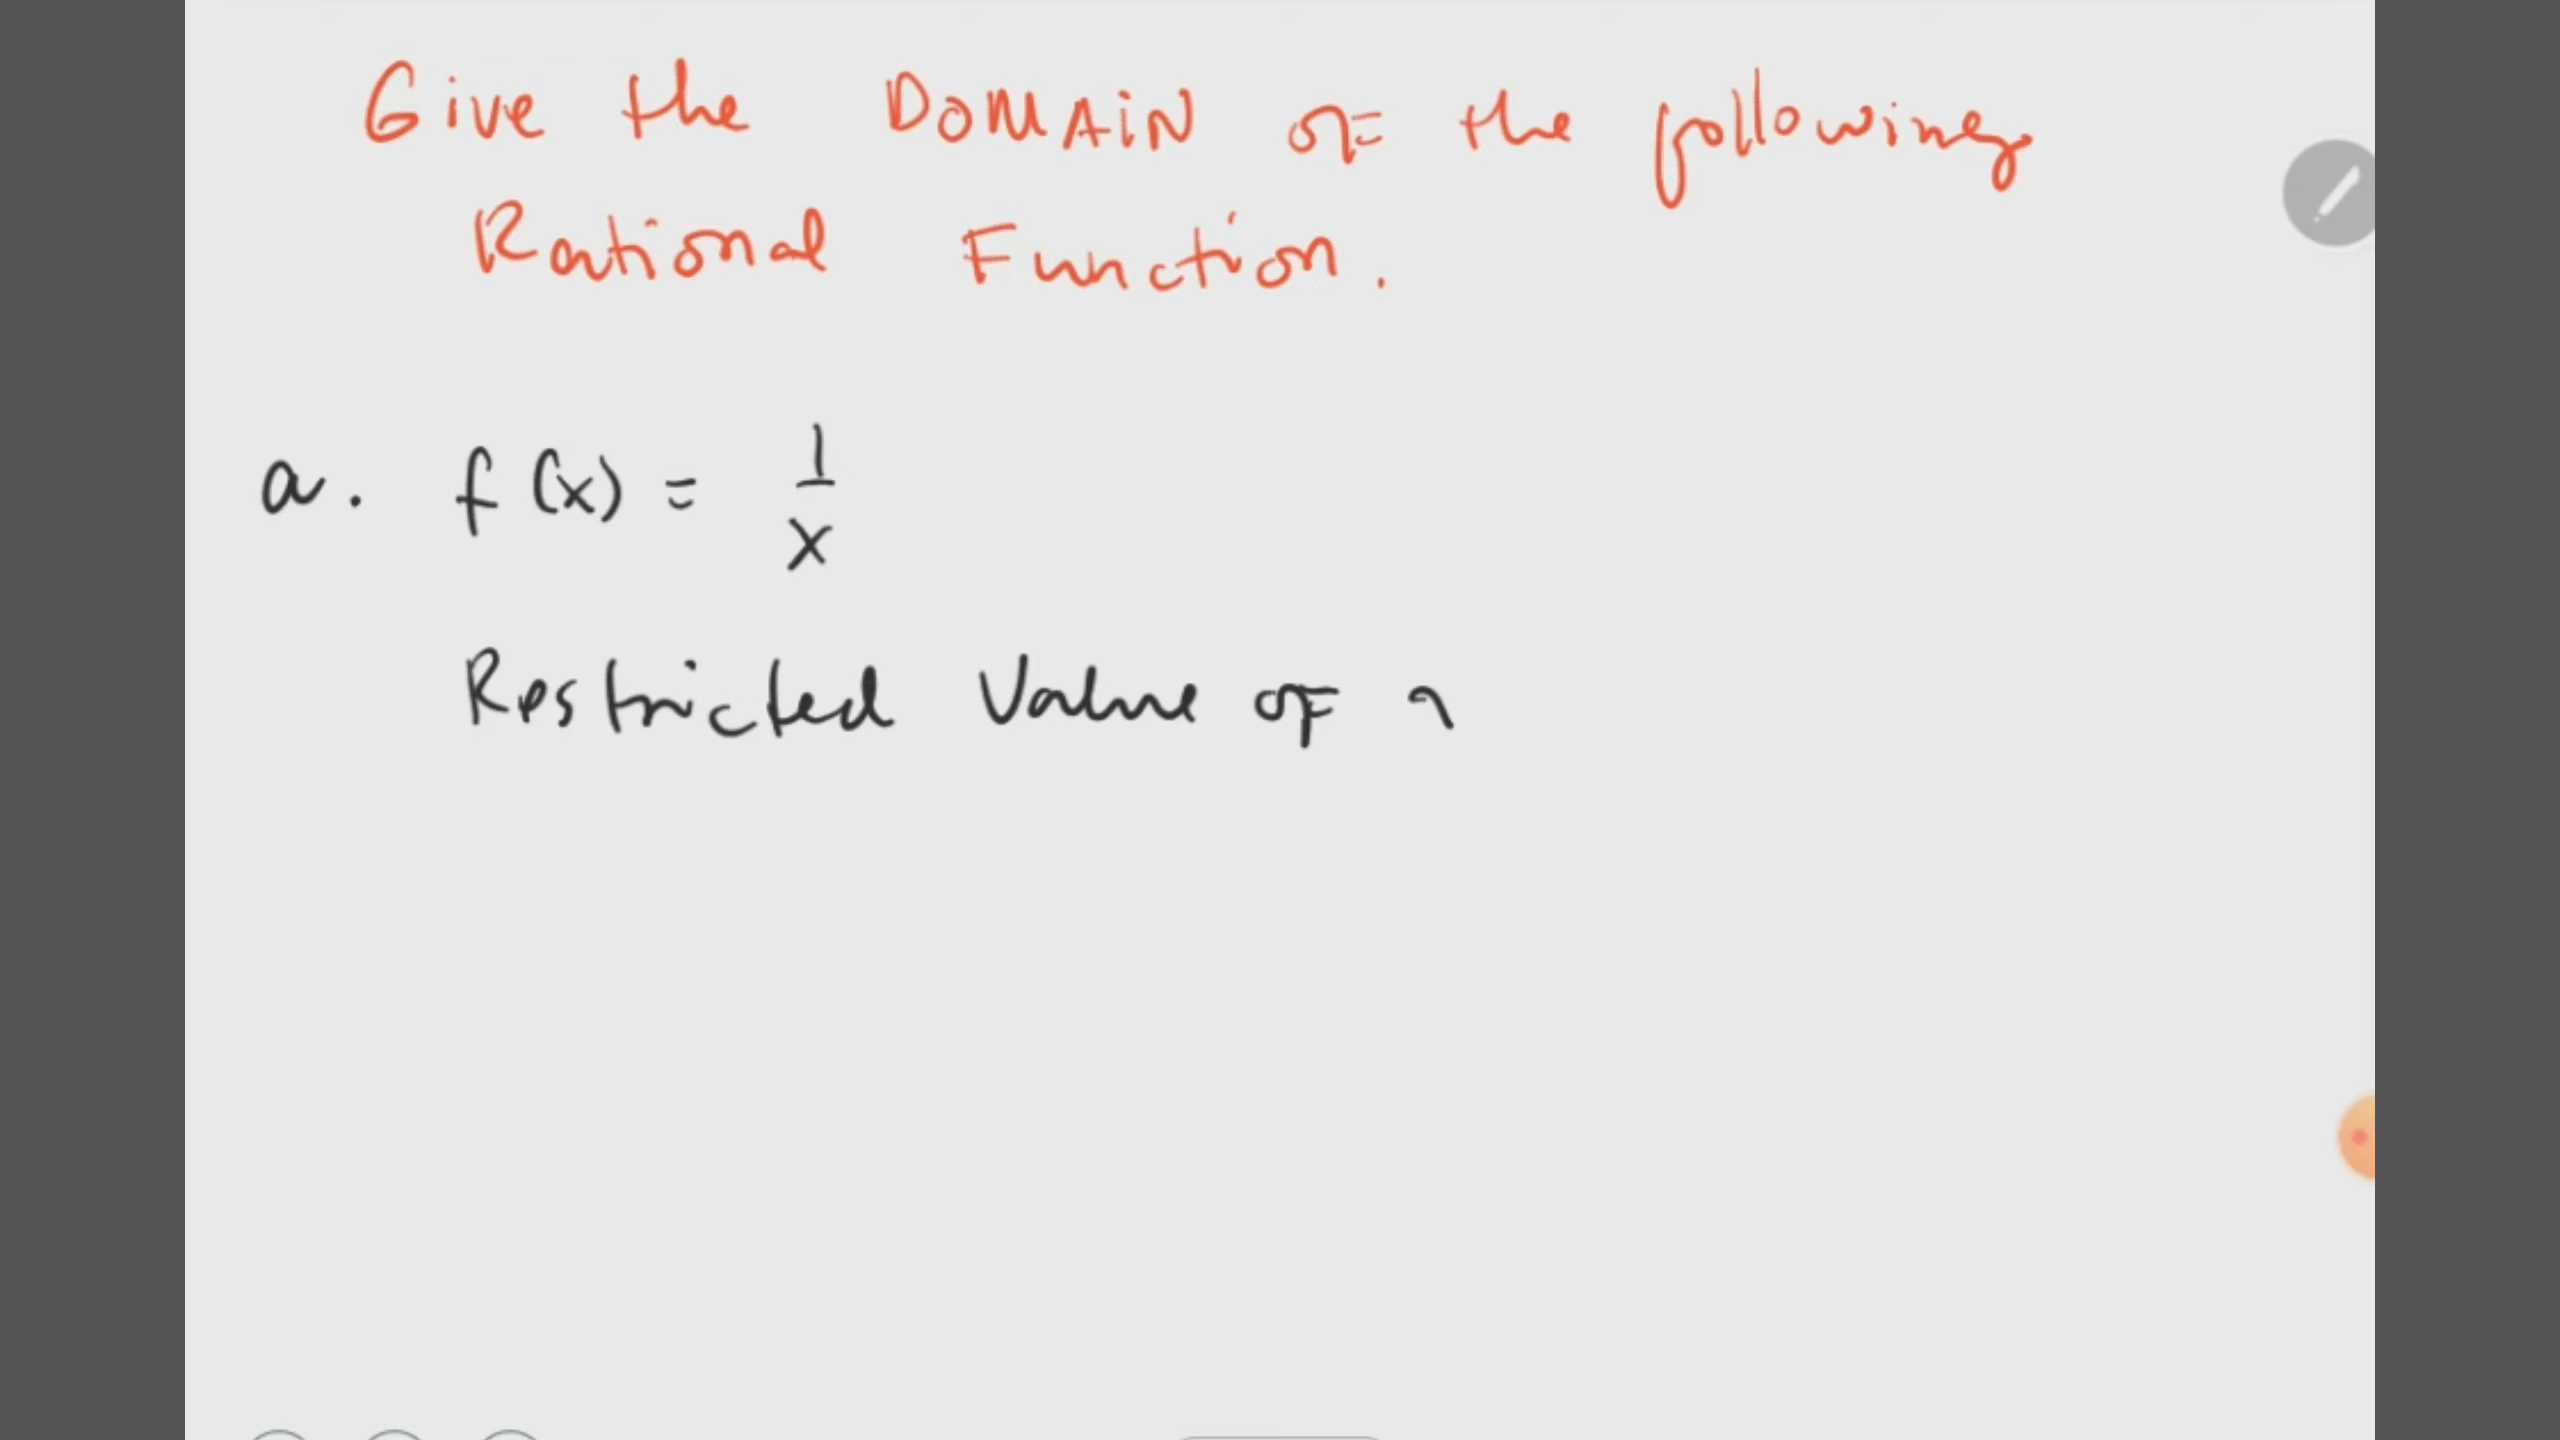 Give the DOMAiN OF the following
Rational Function.
a. f(x) = 1/x
Restricted Value OF